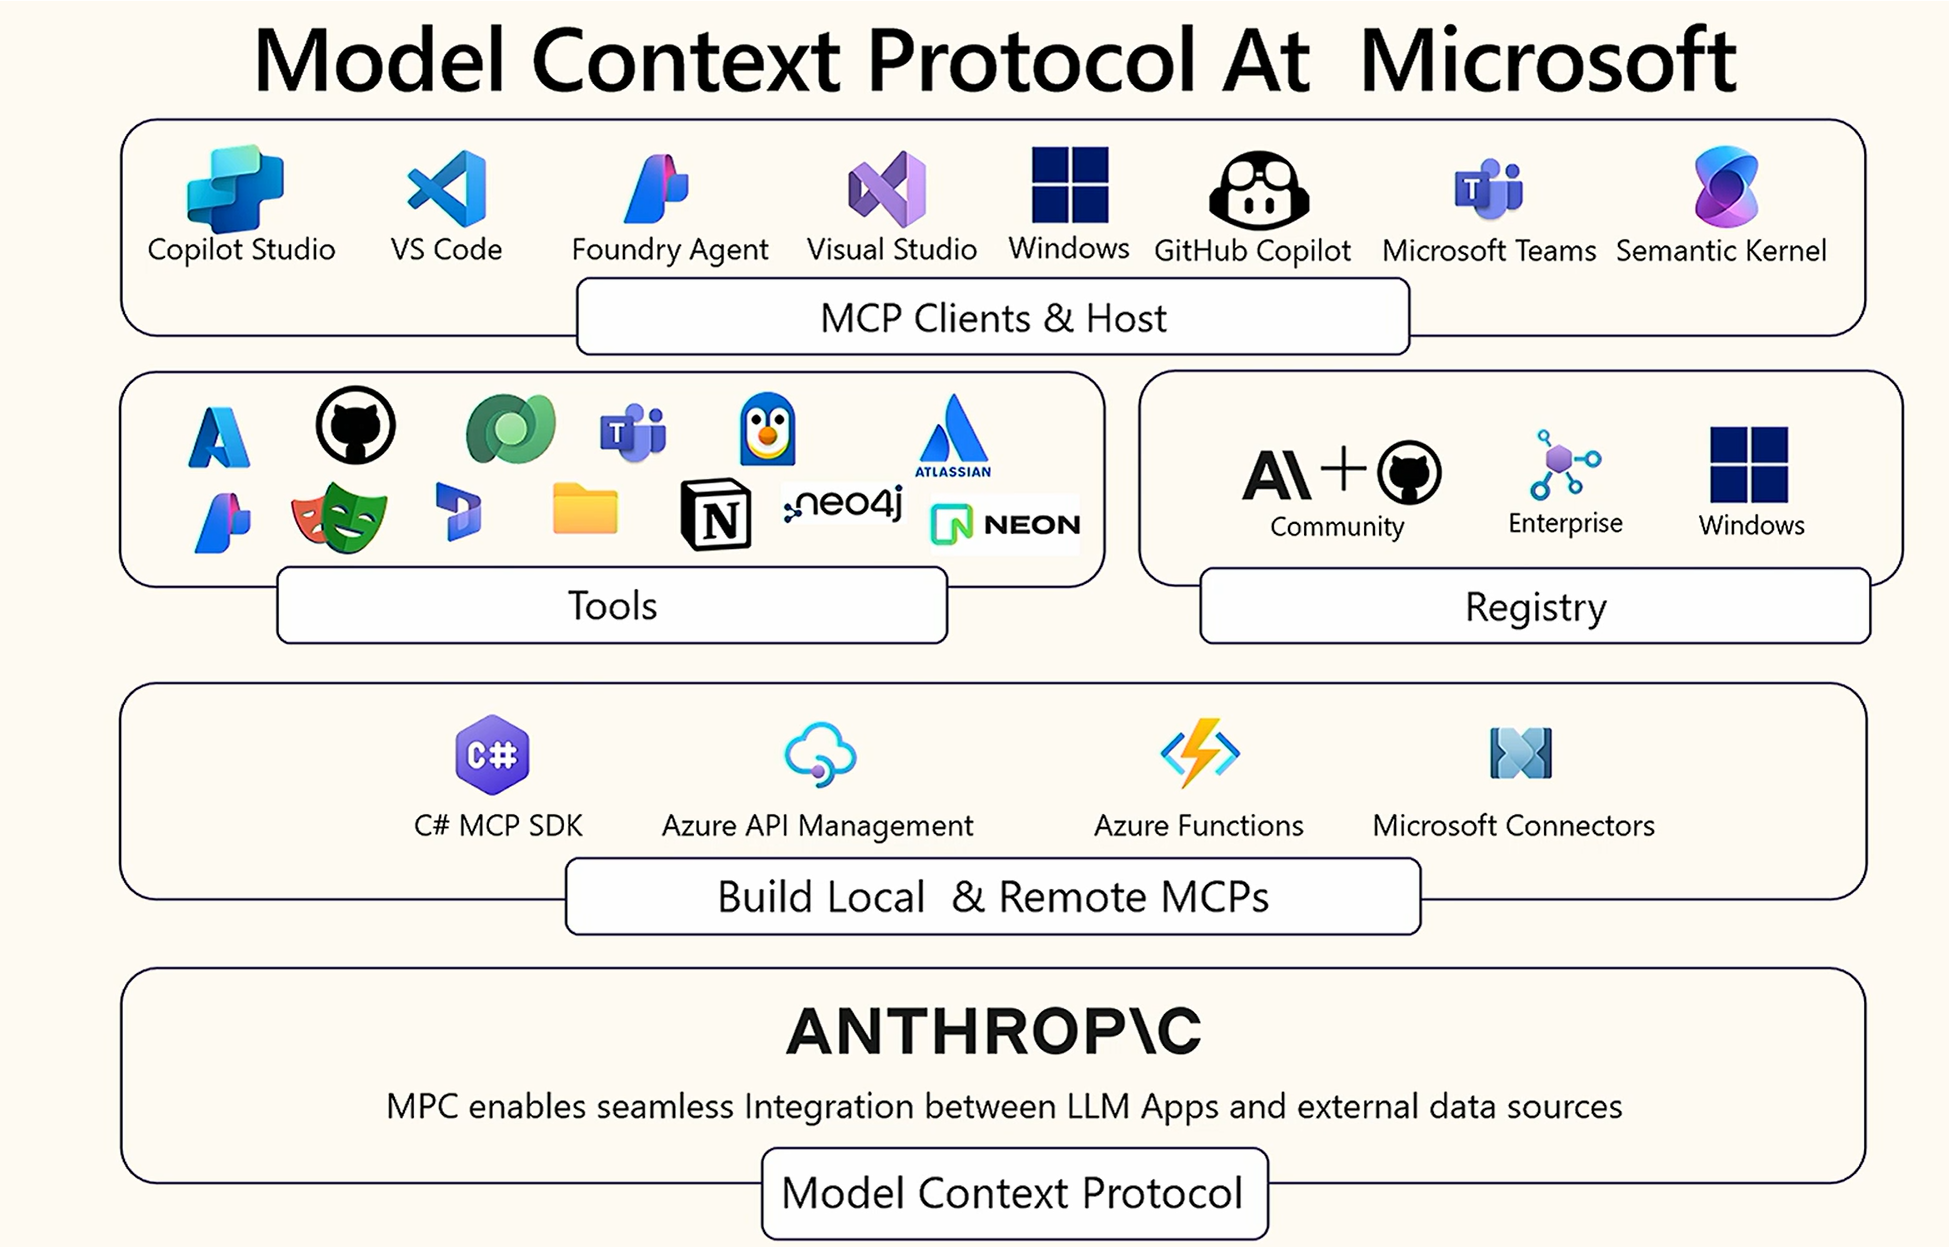 Model Context Protocol At  Microsoft
Copilot Studio
VS Code
Foundry Agent
Visual Studio
Windows
GitHub Copilot
Microsoft Teams
Semantic Kernel
MCP Clients & Host
T
ATLASSIAN
N
neo4j
N NEON
Tools
A\ +
Community
Enterprise
Windows
Registry
C#
C# MCP SDK
Azure API Management
Azure Functions
Microsoft Connectors
Build Local  & Remote MCPs
ANTHROP\C
MPC enables seamless Integration between LLM Apps and external data sources
Model Context Protocol